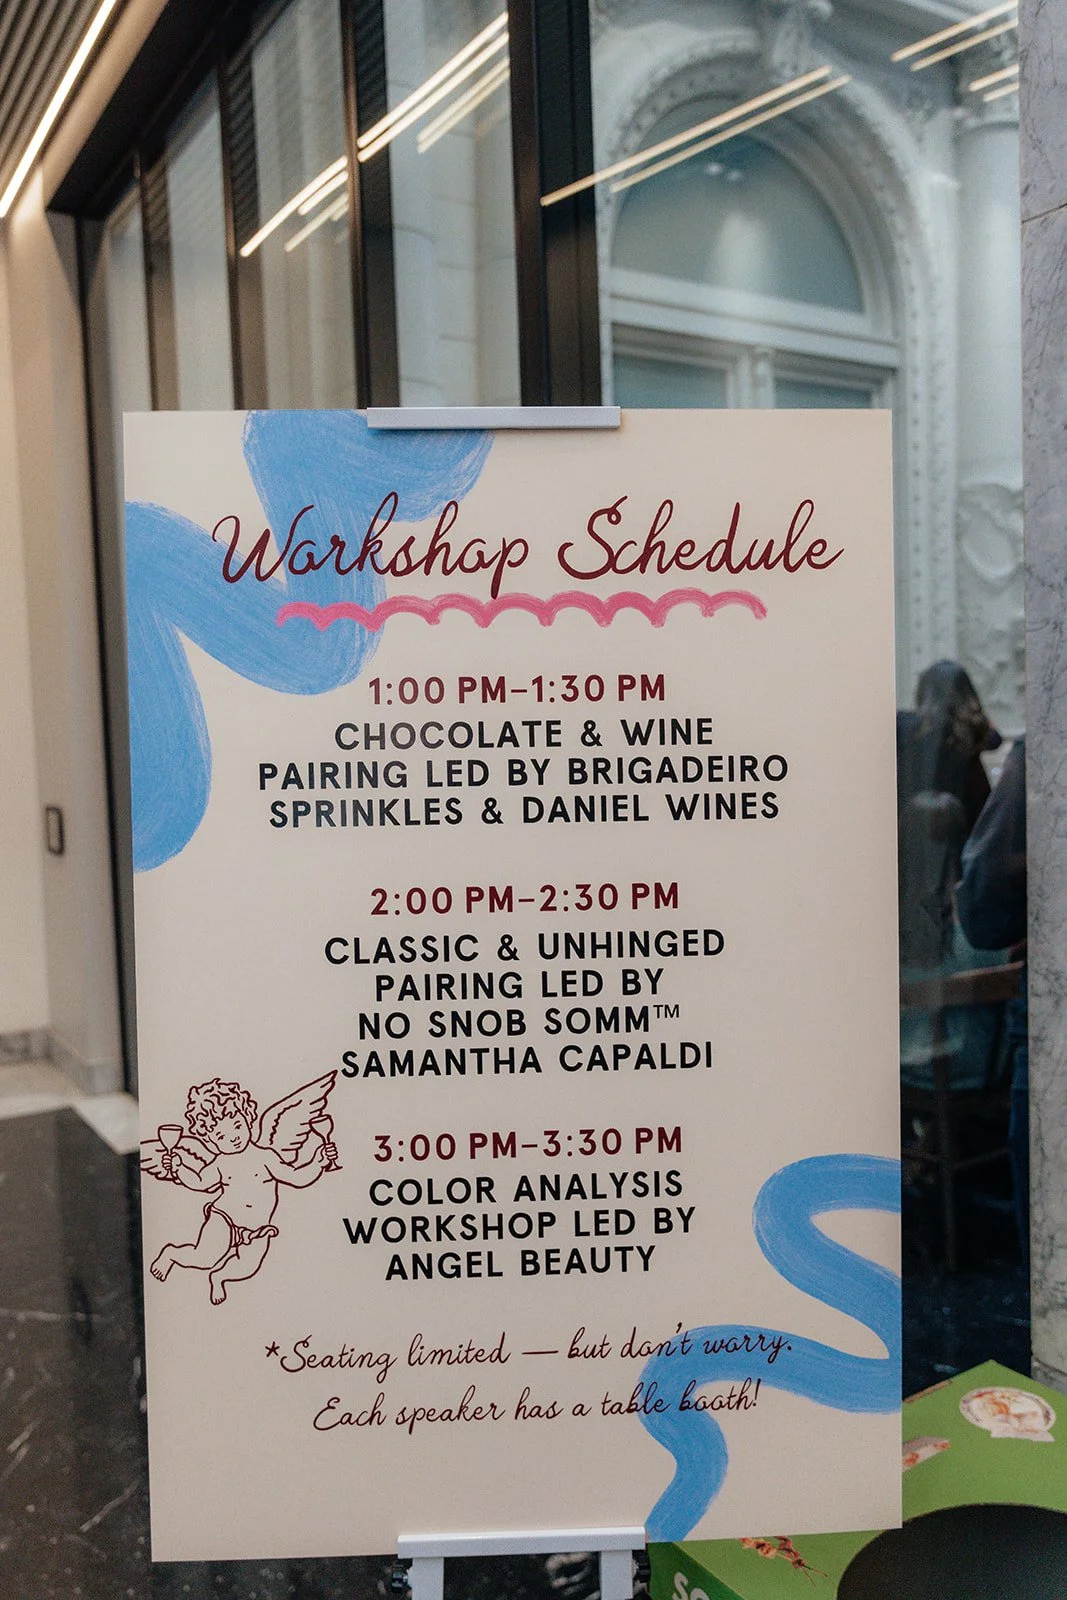 Workshop Schedule
1:00 PM–1:30 PM
CHOCOLATE & WINE
PAIRING LED BY BRIGADEIRO
SPRINKLES & DANIEL WINES
2:00 PM–2:30 PM
CLASSIC & UNHINGED
PAIRING LED BY
NO SNOB SOMM™
SAMANTHA CAPALDI
3:00 PM–3:30 PM
COLOR ANALYSIS
WORKSHOP LED BY
ANGEL BEAUTY
*Seating limited — but don't worry.
Each speaker has a table booth!